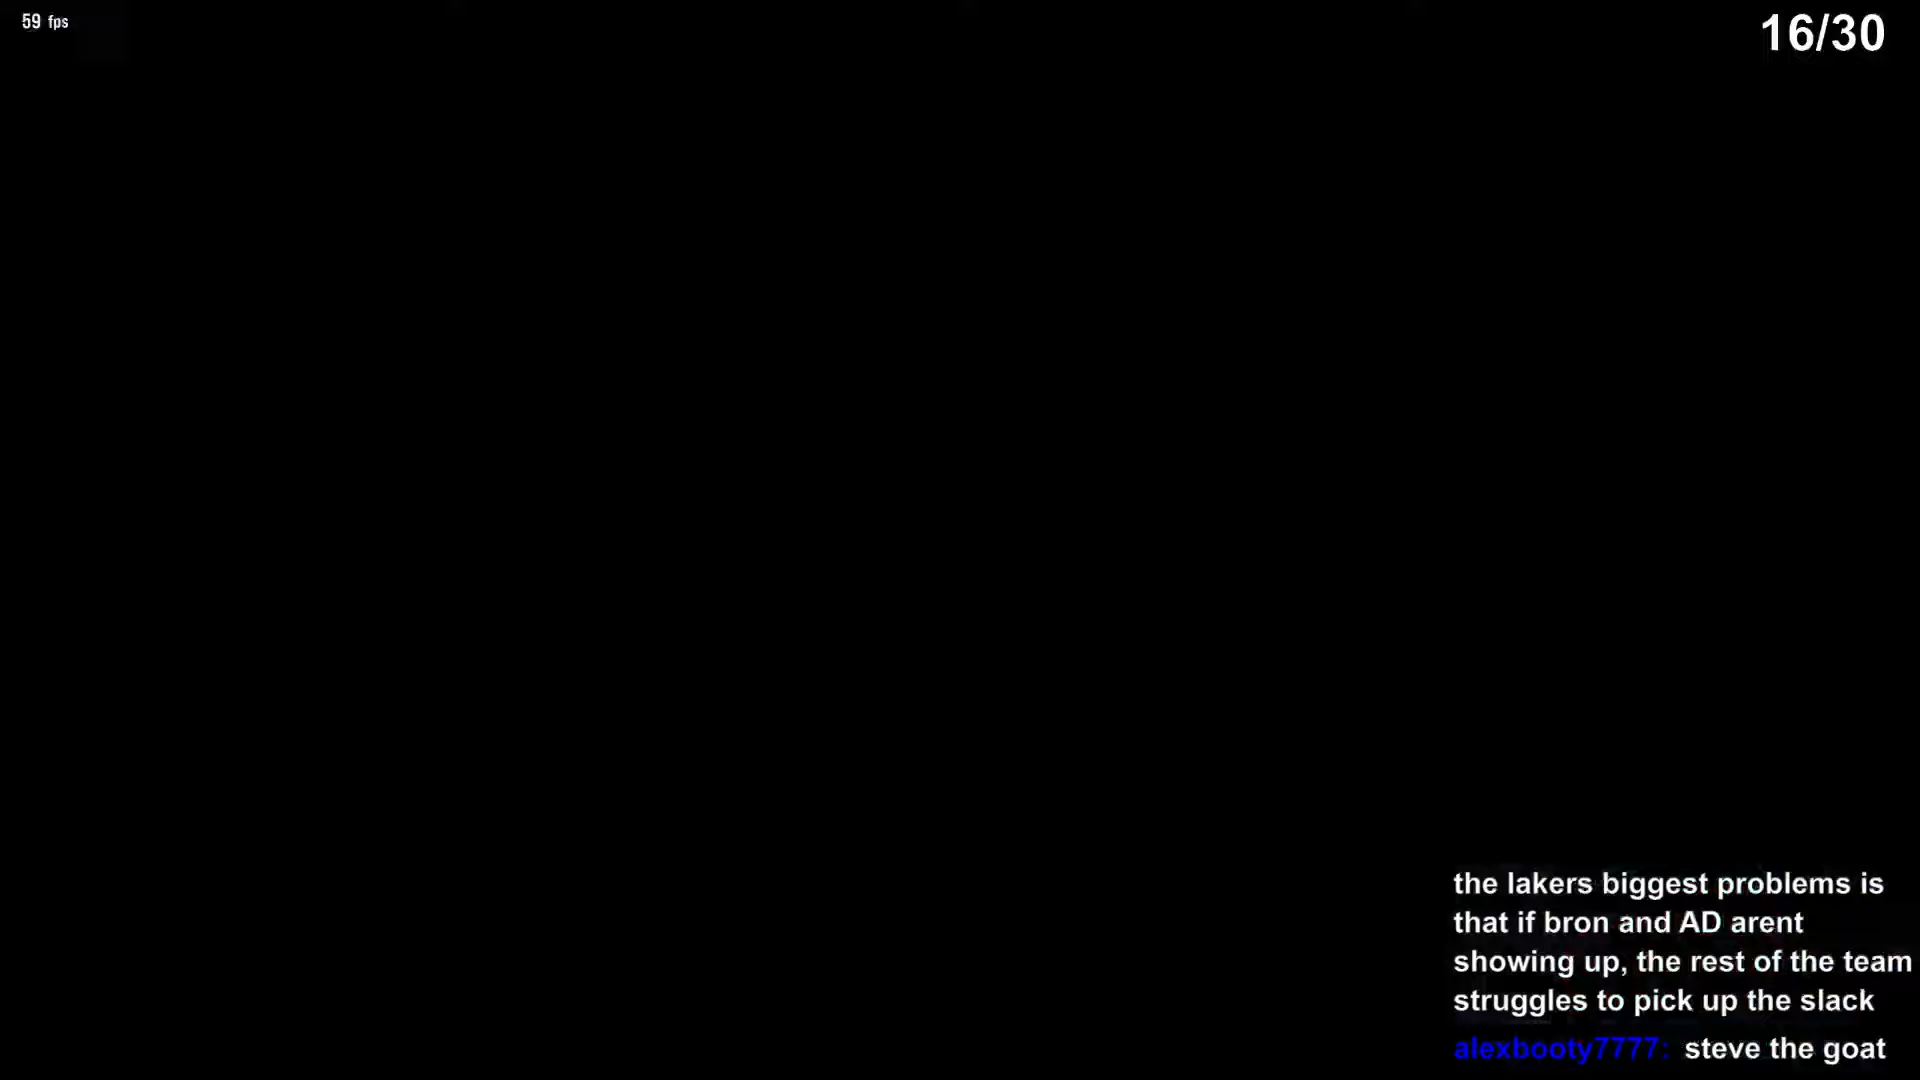 59 fps
16/30
the lakers biggest problems is
that if bron and AD arent
showing up, the rest of the team
struggles to pick up the slack
alexbooty7777: steve the goat